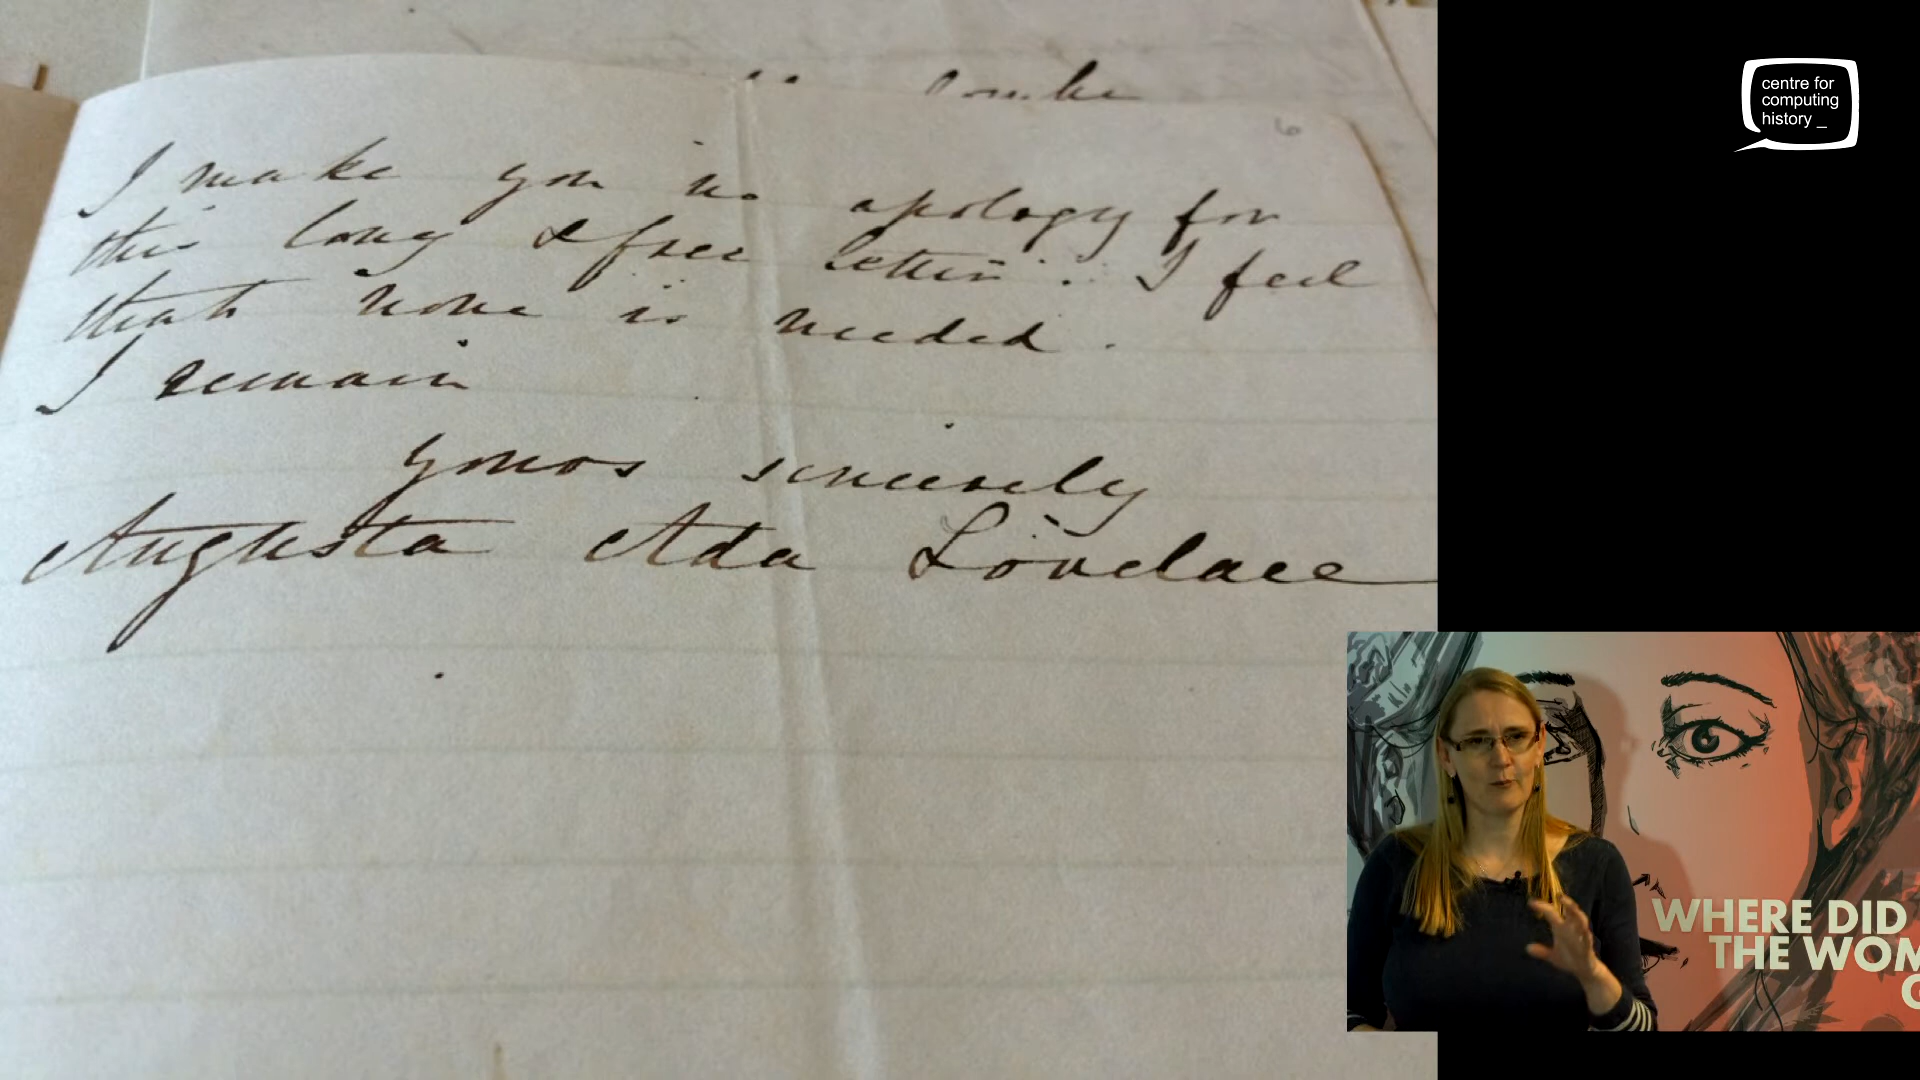 I make you no apology for
this long & free letter. I feel
that none is needed.
I remain
yours sincerely
Augusta Ada Lovelace
6
centre for
computing
history _
WHERE DID
THE WOM
G